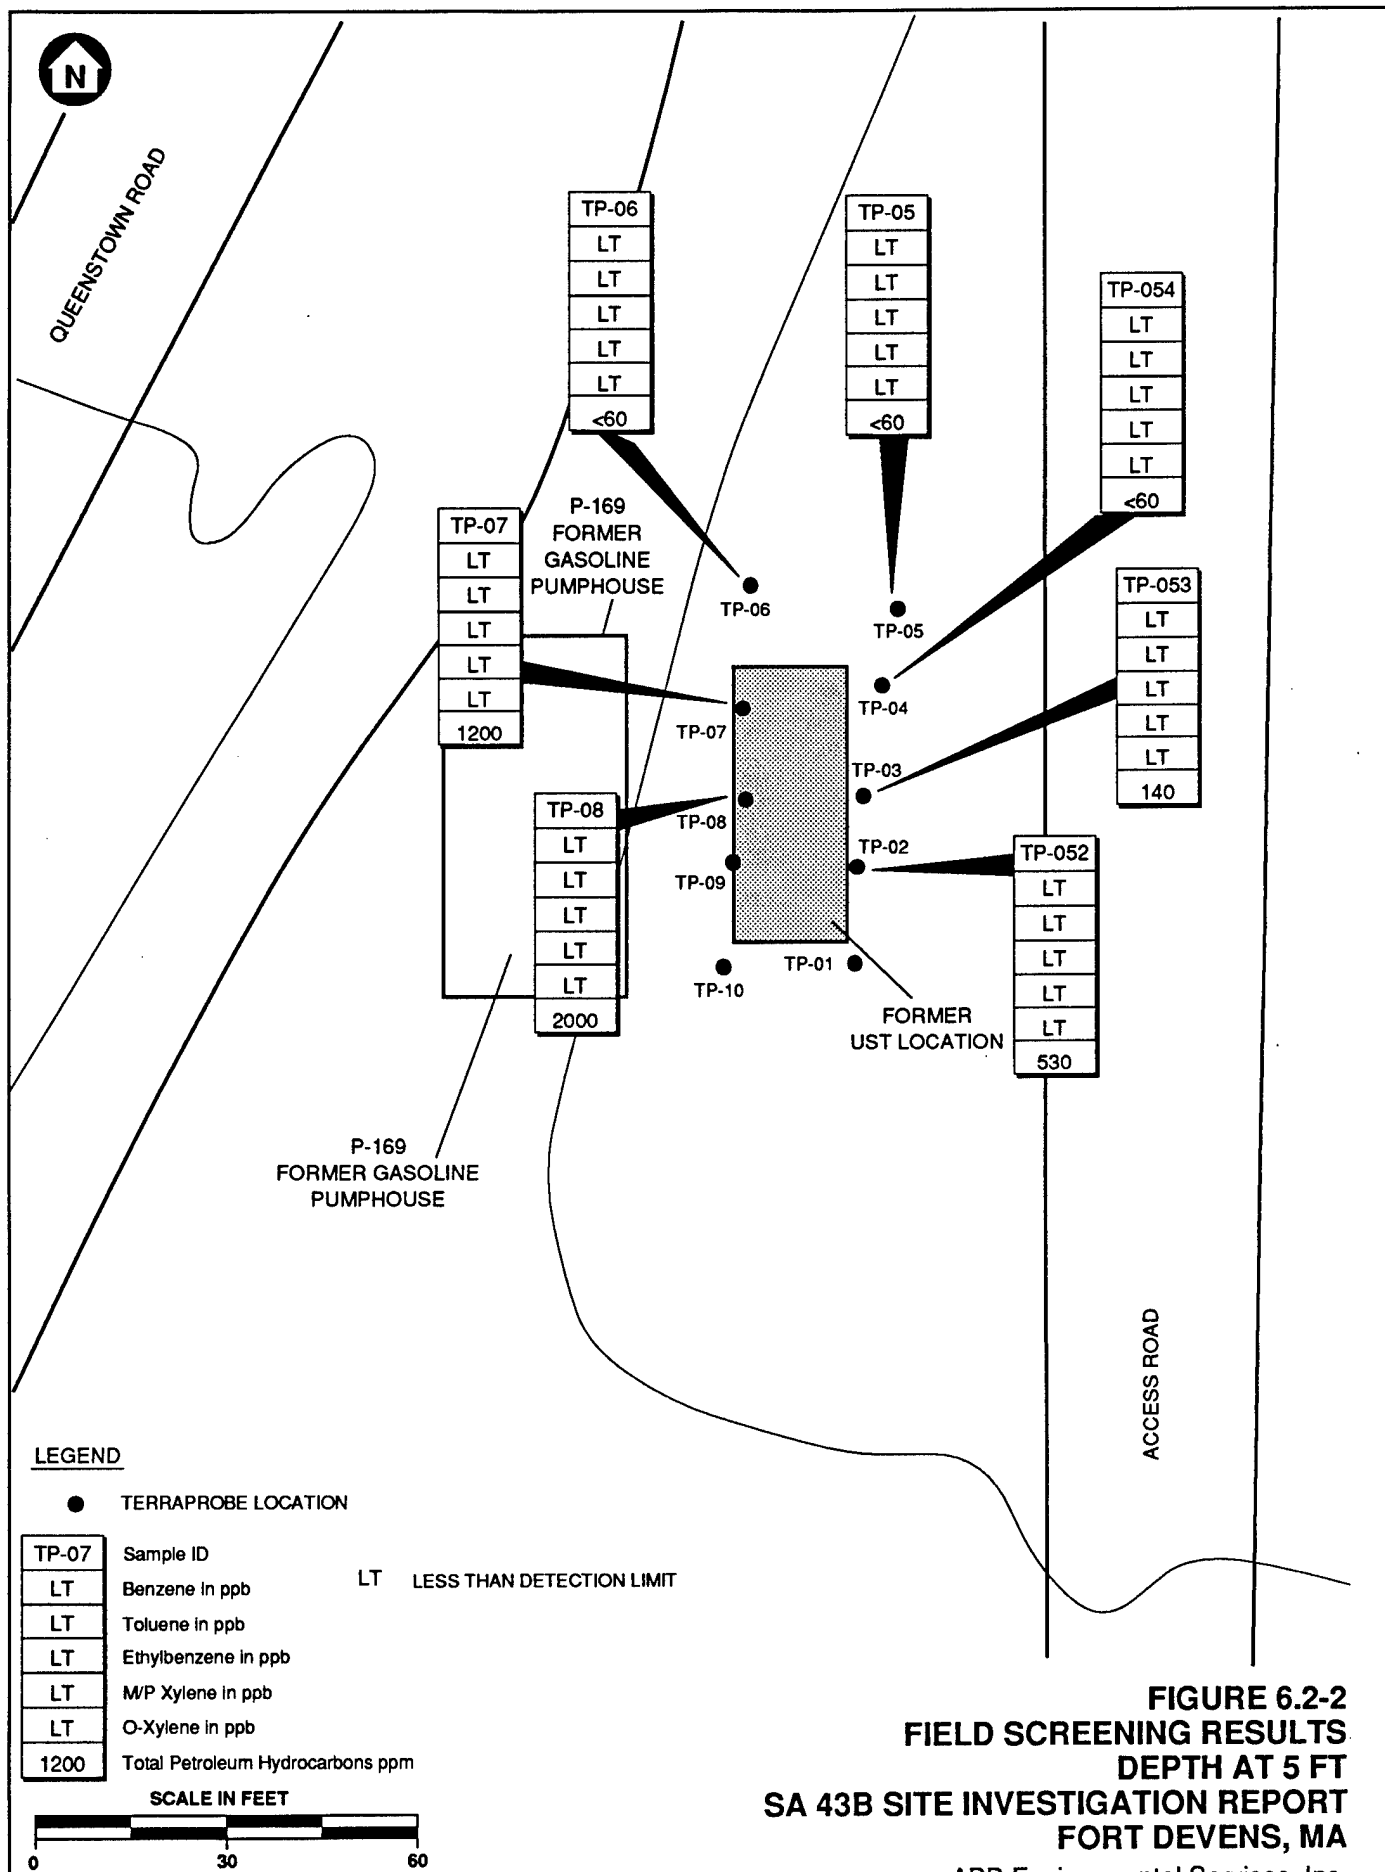 N
QUEENSTOWN ROAD
TP-06
LT
LT
LT
LT
LT
<60
TP-05
LT
LT
LT
LT
LT
<60
TP-054
LT
LT
LT
LT
LT
<60
TP-07
LT
LT
LT
LT
LT
1200
P-169
FORMER
GASOLINE
PUMPHOUSE
TP-053
LT
LT
LT
LT
LT
140
TP-06
TP-05
TP-04
TP-07
TP-03
TP-08
TP-02
TP-09
TP-01
TP-10
TP-08
LT
LT
LT
LT
LT
2000
TP-052
LT
LT
LT
LT
LT
530
FORMER
UST LOCATION
P-169
FORMER GASOLINE
PUMPHOUSE
ACCESS ROAD
LEGEND
TERRAPROBE LOCATION
TP-07 Sample ID
LT Benzene in ppb
LT Toluene in ppb
LT Ethylbenzene in ppb
LT M/P Xylene in ppb
LT O-Xylene in ppb
1200 Total Petroleum Hydrocarbons ppm
LT LESS THAN DETECTION LIMIT
SCALE IN FEET
0 30 60
FIGURE 6.2-2
FIELD SCREENING RESULTS
DEPTH AT 5 FT
SA 43B SITE INVESTIGATION REPORT
FORT DEVENS, MA